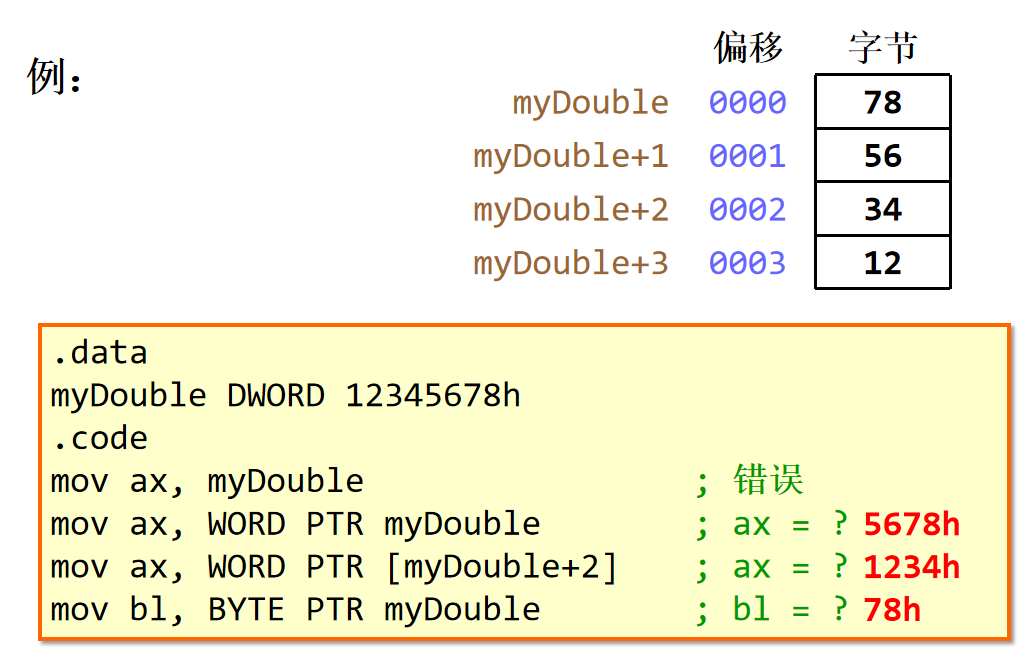 偏移 字节
例：
myDouble 0000 78
myDouble+1 0001 56
myDouble+2 0002 34
myDouble+3 0003 12
.data
myDouble DWORD 12345678h
.code
mov ax, myDouble ; 错误
mov ax, WORD PTR myDouble ; ax = ? 5678h
mov ax, WORD PTR [myDouble+2] ; ax = ? 1234h
mov bl, BYTE PTR myDouble ; bl = ? 78h